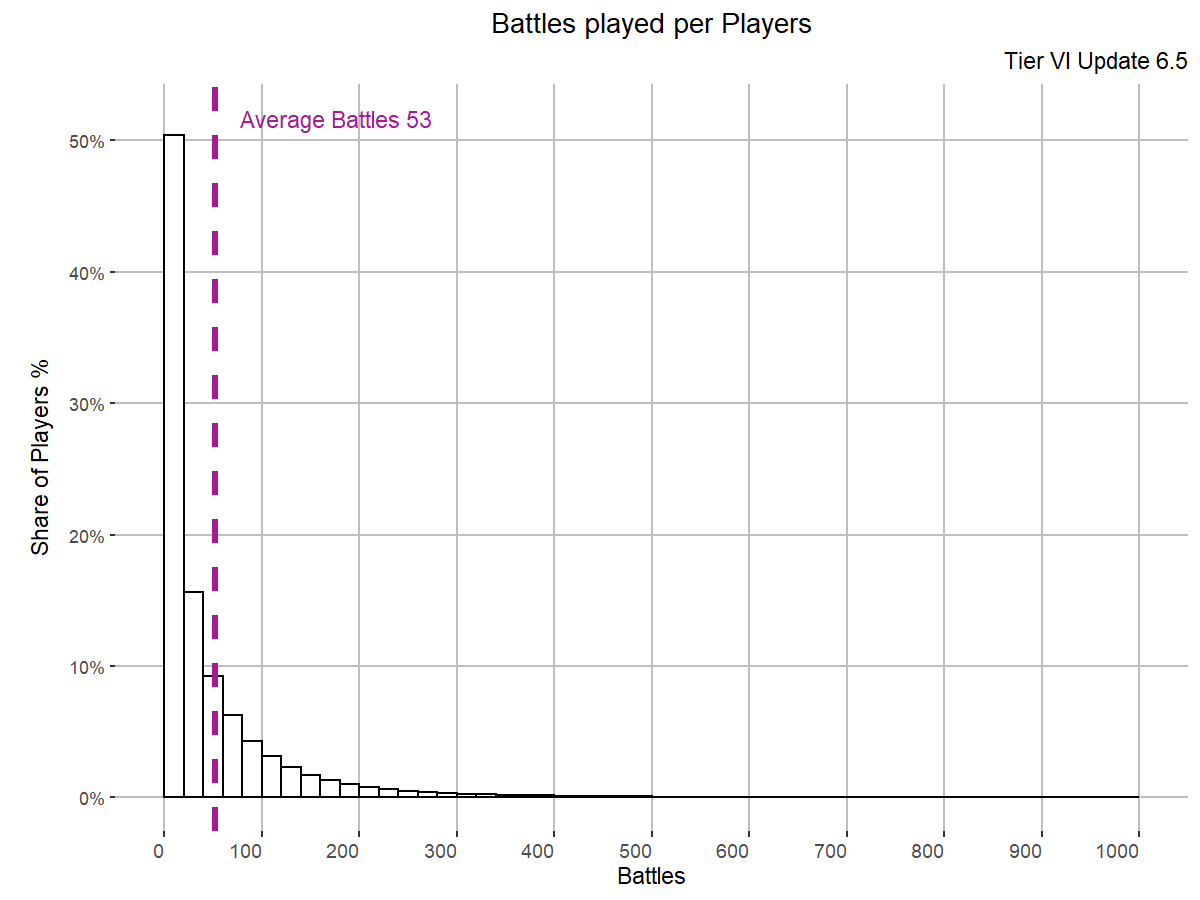 Battles played per Players
Tier VI Update 6.5
Average Battles 53
50%
40%
30%
20%
10%
0%
Share of Players %
0 100 200 300 400 500 600 700 800 900 1000
Battles